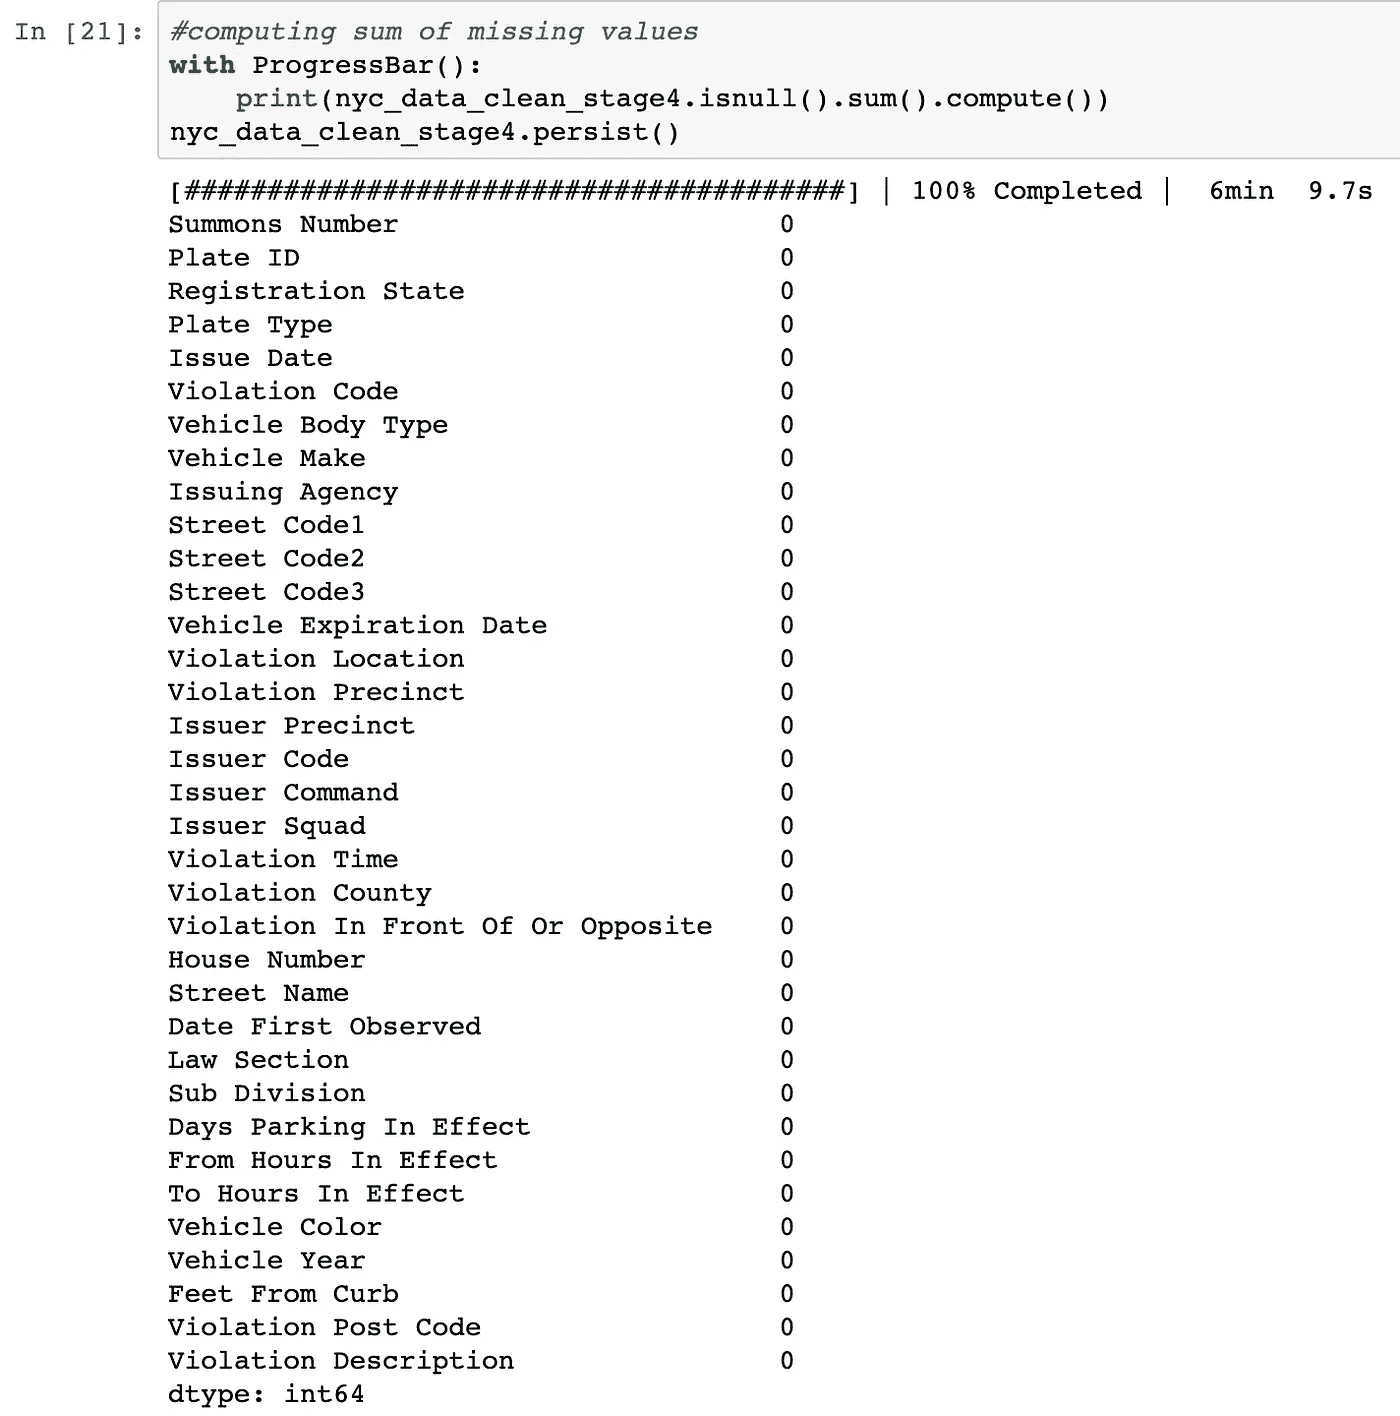 In [21]: #computing sum of missing values
with ProgressBar():
    print(nyc_data_clean_stage4.isnull().sum().compute())
nyc_data_clean_stage4.persist()
[########################################] | 100% Completed |  6min  9.7s
Summons Number                       0
Plate ID                             0
Registration State                   0
Plate Type                           0
Issue Date                           0
Violation Code                       0
Vehicle Body Type                    0
Vehicle Make                         0
Issuing Agency                       0
Street Code1                         0
Street Code2                         0
Street Code3                         0
Vehicle Expiration Date              0
Violation Location                   0
Violation Precinct                   0
Issuer Precinct                      0
Issuer Code                          0
Issuer Command                       0
Issuer Squad                         0
Violation Time                       0
Violation County                     0
Violation In Front Of Or Opposite    0
House Number                         0
Street Name                          0
Date First Observed                  0
Law Section                          0
Sub Division                         0
Days Parking In Effect               0
From Hours In Effect                 0
To Hours In Effect                   0
Vehicle Color                        0
Vehicle Year                         0
Feet From Curb                       0
Violation Post Code                  0
Violation Description                0
dtype: int64